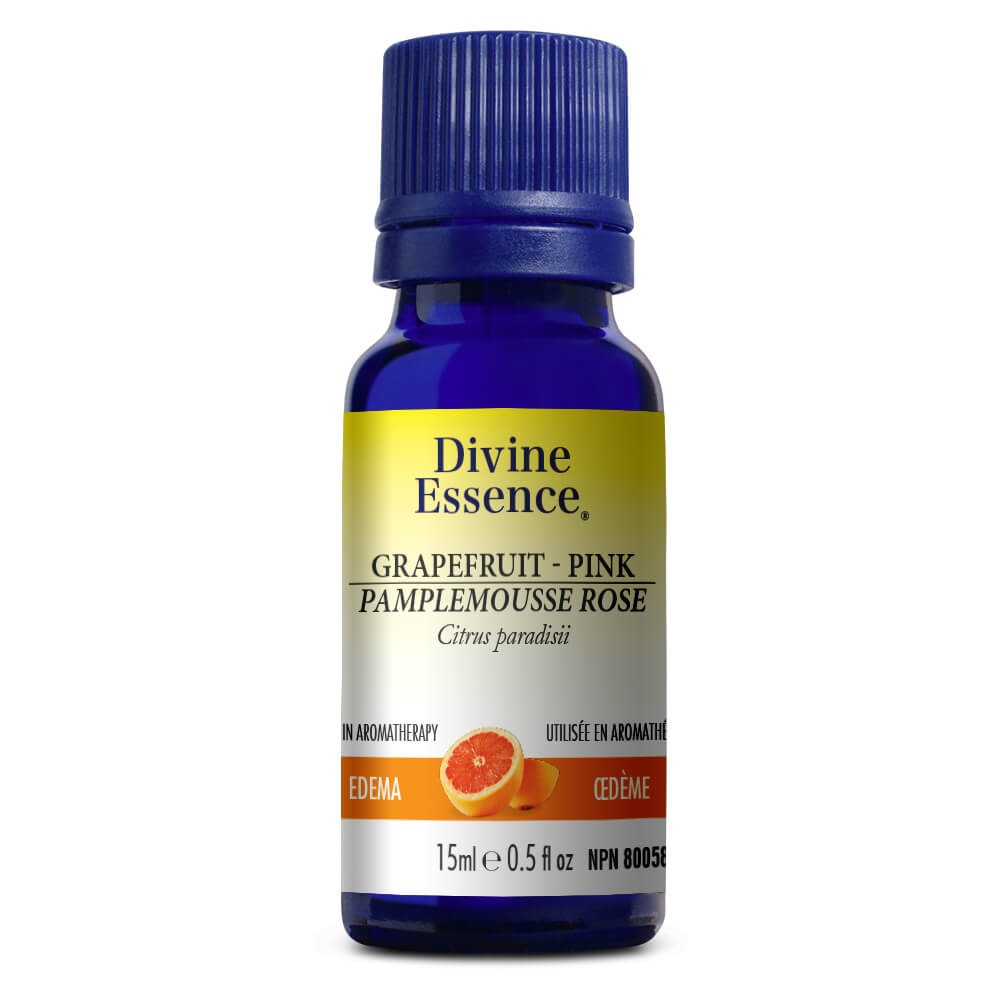 Divine
Essence®
GRAPEFRUIT - PINK
PAMPLEMOUSSE ROSE
Citrus paradisii
IN AROMATHERAPY
UTILISÉE EN AROMATHÉ
EDEMA
ŒDÈME
15ml ℮ 0.5 fl oz NPN 80058